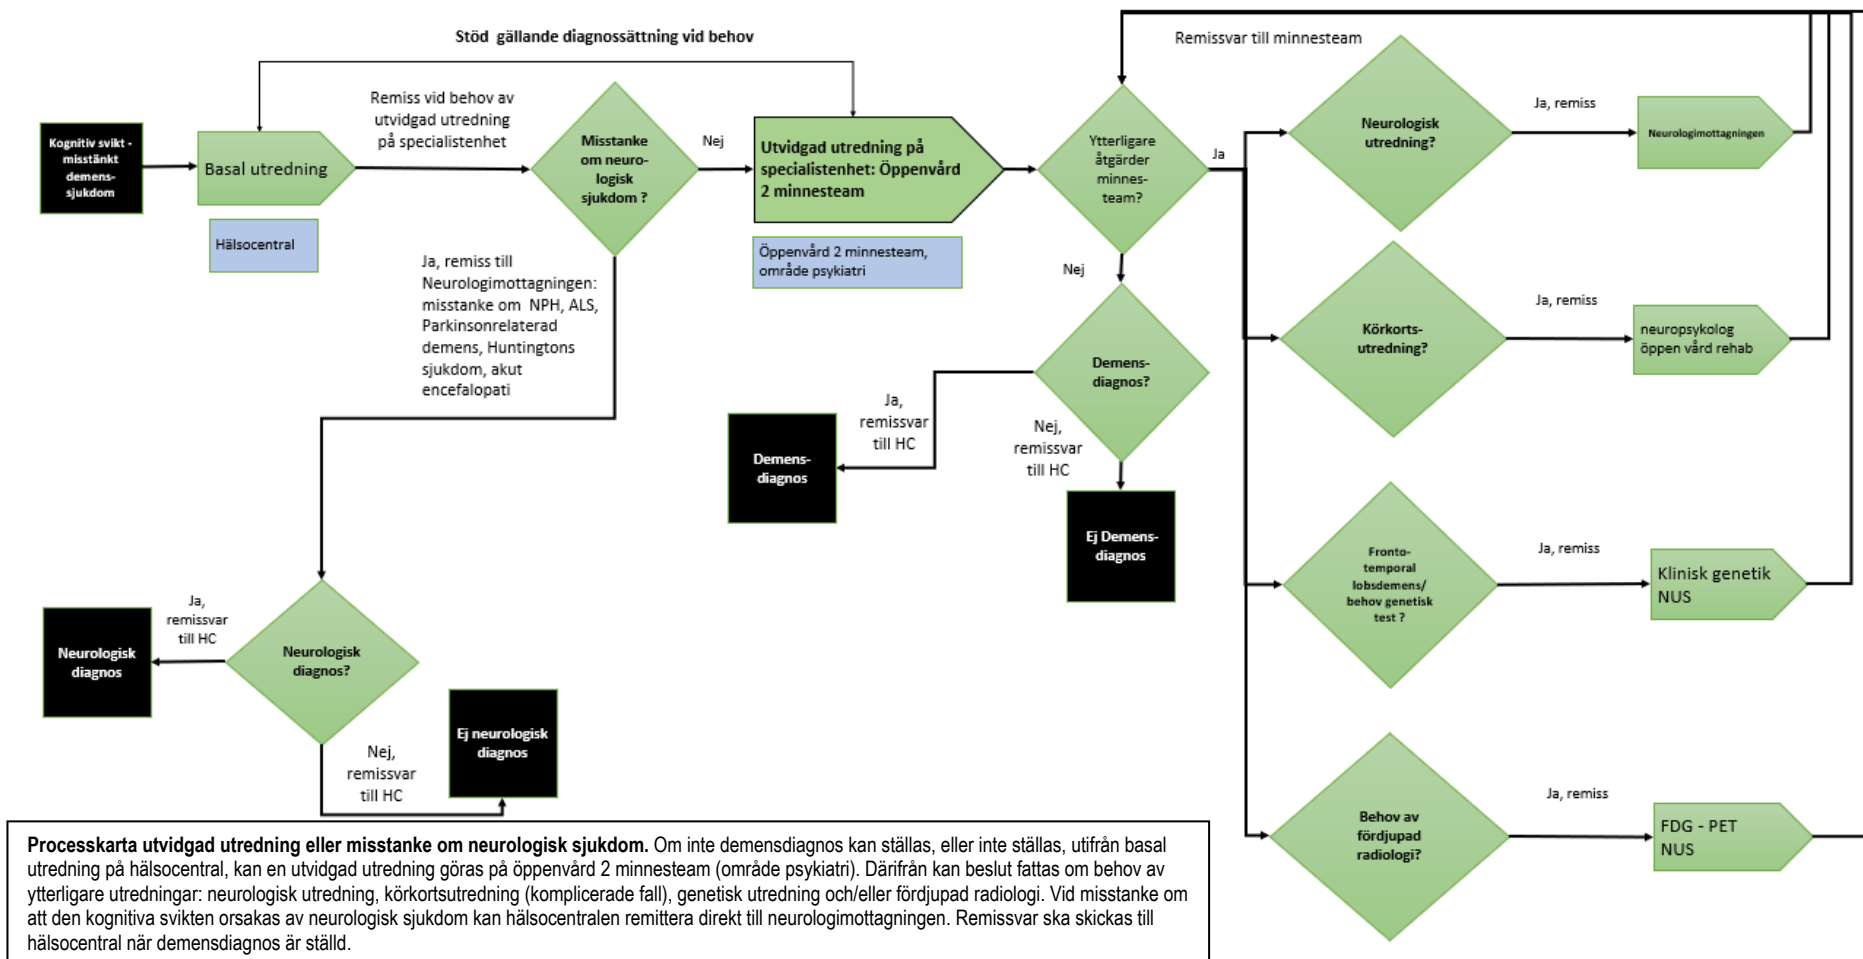 Stöd  gällande diagnossättning vid behov
Remissvar till minnesteam
Kognitiv svikt -
misstänkt
demens-
sjukdom
Basal utredning
Hälsocentral
Remiss vid behov av
utvidgad utredning
på specialistenhet
Misstanke
om neuro-
logisk
sjukdom ?
Nej
Utvidgad utredning på
specialistenhet: Öppenvård
2 minnesteam
Öppenvård 2 minnesteam,
område psykiatri
Ytterligare
åtgärder
minnes-
team?
Ja
Nej
Neurologisk
utredning?
Ja, remiss
Neurologimottagningen
Körkorts-
utredning?
Ja, remiss
neuropsykolog
öppen vård rehab
Fronto-
temporal
lobsdemens/
behov genetisk
test ?
Ja, remiss
Klinisk genetik
NUS
Behov av
fördjupad
radiologi?
Ja, remiss
FDG - PET
NUS
Demens-
diagnos?
Ja,
remissvar
till HC
Demens-
diagnos
Nej,
remissvar
till HC
Ej Demens-
diagnos
Ja, remiss till
Neurologimottagningen:
misstanke om  NPH, ALS,
Parkinsonrelaterad
demens, Huntingtons
sjukdom, akut
encefalopati
Neurologisk
diagnos?
Ja,
remissvar
till HC
Neurologisk
diagnos
Nej,
remissvar
till HC
Ej neurologisk
diagnos
Processkarta utvidgad utredning eller misstanke om neurologisk sjukdom. Om inte demensdiagnos kan ställas, eller inte ställas, utifrån basal
utredning på hälsocentral, kan en utvidgad utredning göras på öppenvård 2 minnesteam (område psykiatri). Därifrån kan beslut fattas om behov av
ytterligare utredningar: neurologisk utredning, körkortsutredning (komplicerade fall), genetisk utredning och/eller fördjupad radiologi. Vid misstanke om
att den kognitiva svikten orsakas av neurologisk sjukdom kan hälsocentralen remittera direkt till neurologimottagningen. Remissvar ska skickas till
hälsocentral när demensdiagnos är ställd.